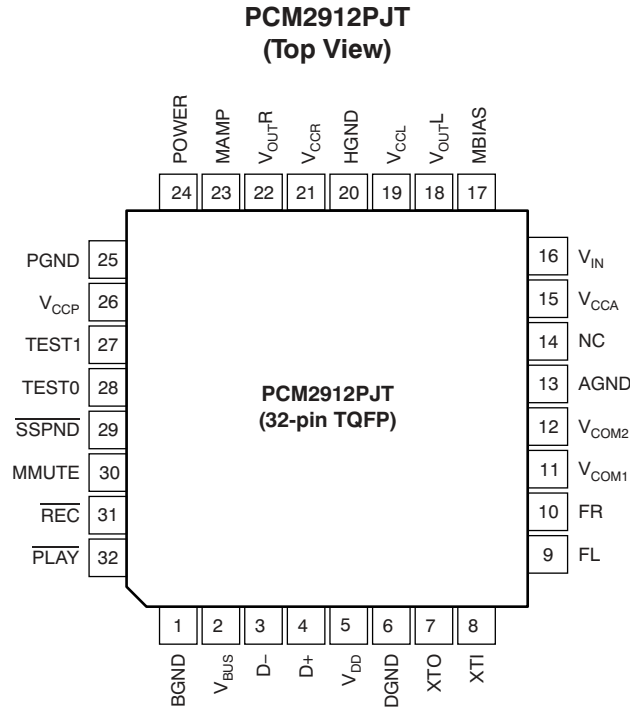 PCM2912PJT
(Top View)
POWER
MAMP
VOUTR
VCCR
HGND
VCCL
VOUTL
MBIAS
24 23 22 21 20 19 18 17
PGND 25
VCCP 26
TEST1 27
TEST0 28
SSPND 29
MMUTE 30
REC 31
PLAY 32
PCM2912PJT
(32-pin TQFP)
16 VIN
15 VCCA
14 NC
13 AGND
12 VCOM2
11 VCOM1
10 FR
9 FL
1 2 3 4 5 6 7 8
BGND
VBUS
D–
D+
VDD
DGND
XTO
XTI